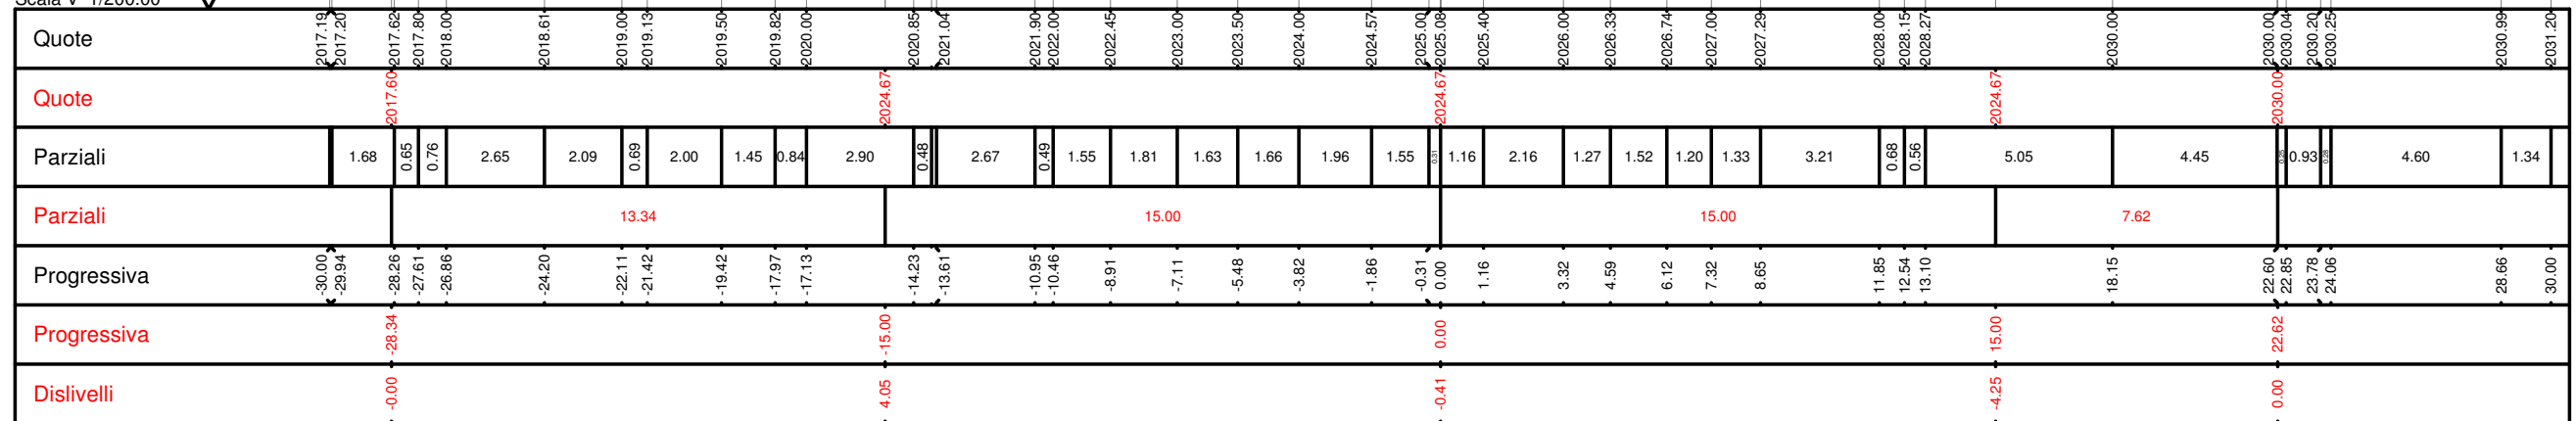 Scala V 1/200.00
Quote 2017.19 2017.20 2017.62 2017.80 2018.00 2018.61 2019.00 2019.13 2019.50 2019.82 2020.00 2020.85 2021.04 2021.90 2022.00 2022.45 2023.00 2023.50 2024.00 2024.57 2025.00 2025.08 2025.40 2026.00 2026.33 2026.74 2027.00 2027.29 2028.00 2028.15 2028.27 2030.00 2030.00 2030.04 2030.20 2030.25 2030.99 2031.20
Quote 2017.60 2024.67 2024.67 2024.67 2030.00
Parziali 1.68 0.65 0.76 2.65 2.09 0.69 2.00 1.45 0.84 2.90 0.48 2.67 0.49 1.55 1.81 1.63 1.66 1.96 1.55 0.31 1.16 2.16 1.27 1.52 1.20 1.33 3.21 0.68 0.56 5.05 4.45 0.25 0.93 0.28 4.60 1.34
Parziali 13.34 15.00 15.00 7.62
Progressiva -30.00 -29.94 -28.26 -27.61 -26.86 -24.20 -22.11 -21.42 -19.42 -17.97 -17.13 -14.23 -13.61 -10.95 -10.46 -8.91 -7.11 -5.48 -3.82 -1.86 -0.31 0.00 1.16 3.32 4.59 6.12 7.32 8.65 11.85 12.54 13.10 18.15 22.60 22.85 23.78 24.06 28.66 30.00
Progressiva -28.34 -15.00 0.00 15.00 22.62
Dislivelli -0.00 4.05 -0.41 -4.25 0.00